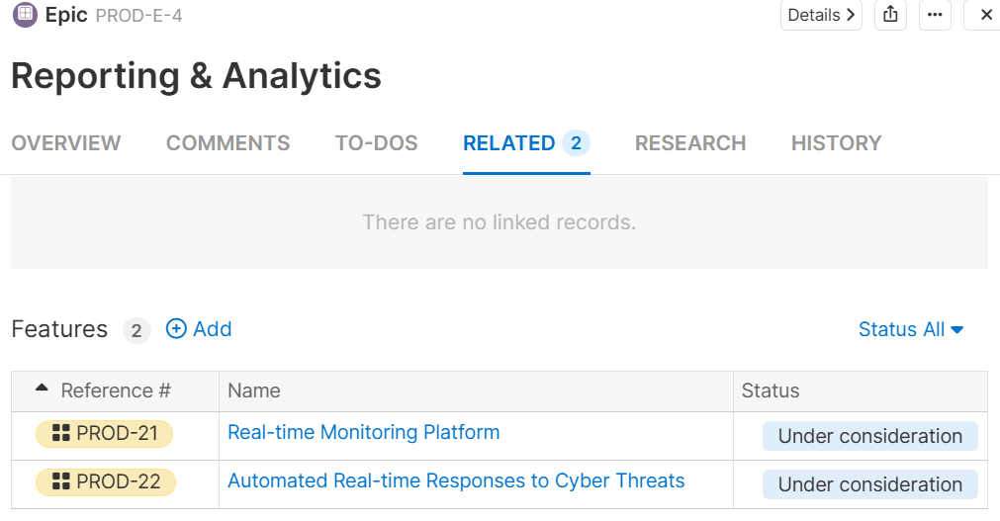 Epic PROD-E-4 Details
Reporting & Analytics
OVERVIEW COMMENTS TO-DOS RELATED 2 RESEARCH HISTORY
There are no linked records.
Features 2 Add Status All
Reference # Name Status
PROD-21 Real-time Monitoring Platform Under consideration
PROD-22 Automated Real-time Responses to Cyber Threats Under consideration